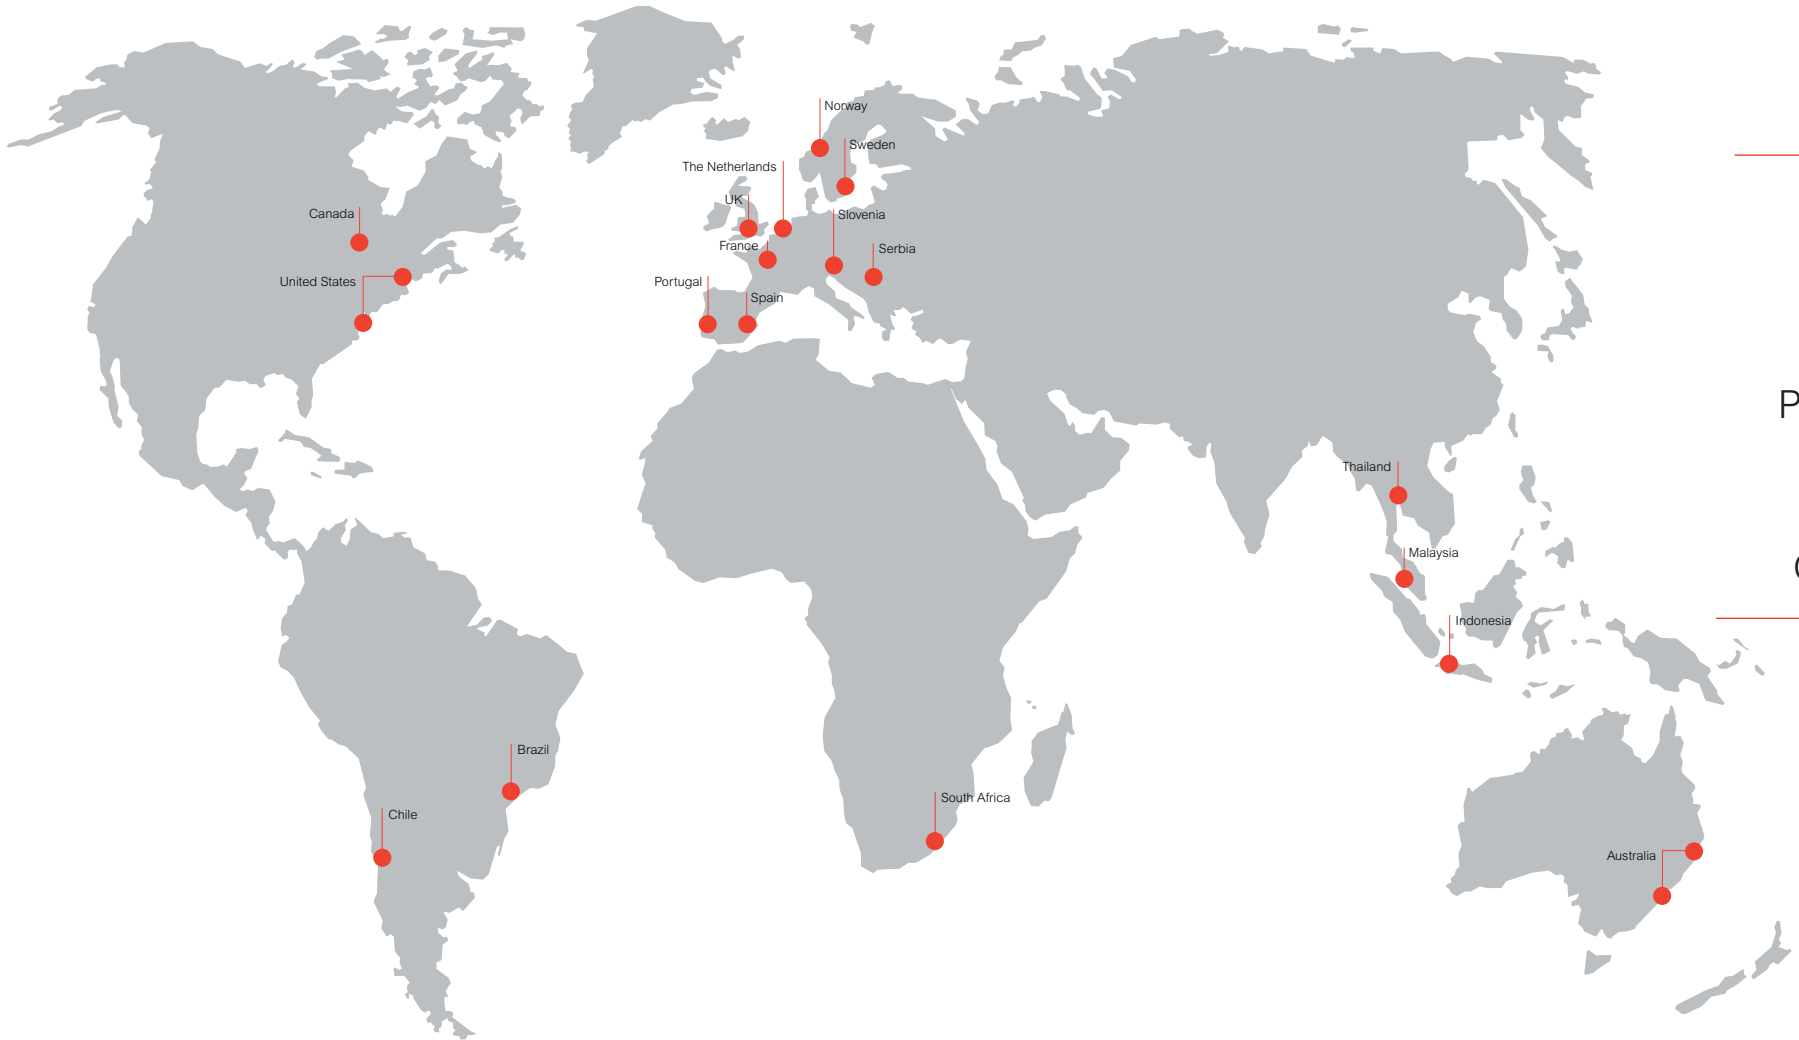 Norway
Sweden
The Netherlands
UK
Canada
Slovenia
France
Serbia
United States
Portugal
Spain
P
Thailand
Malaysia
Indonesia
Brazil
South Africa
Chile
Australia